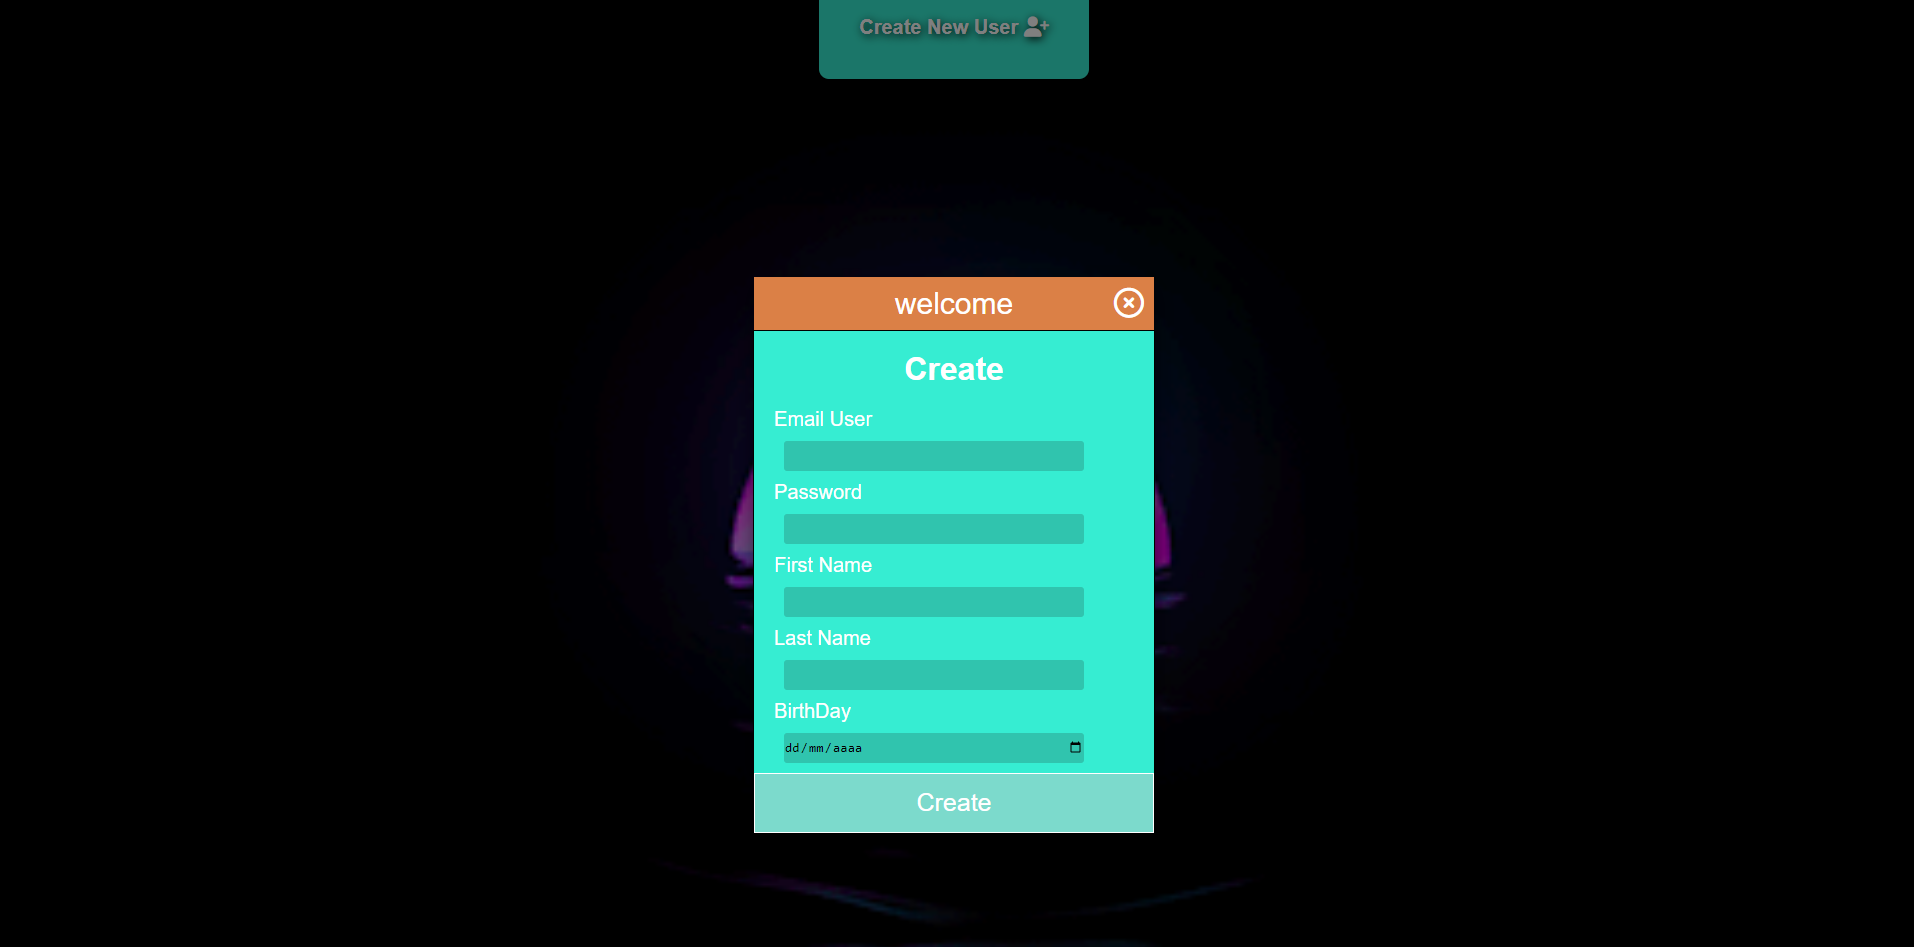 Create New User
welcome
Create
Email User
Password
First Name
Last Name
BirthDay
dd/mm/aaaa
Create